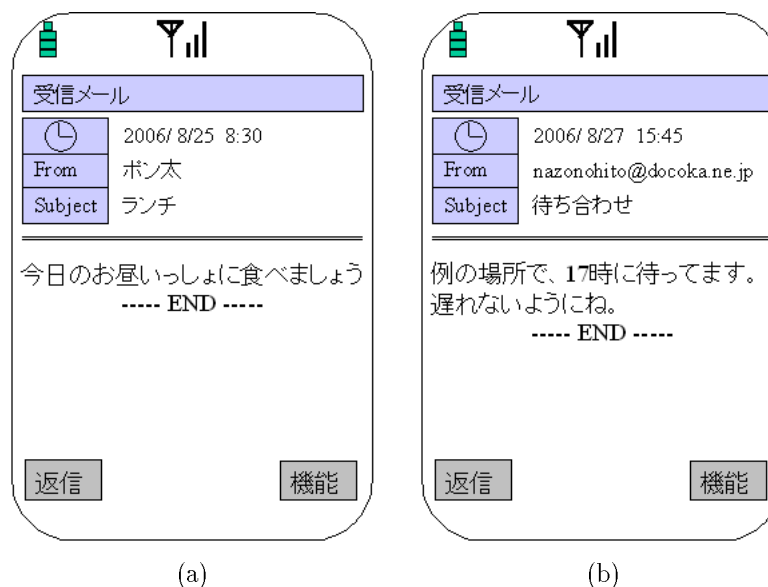 受信メール
2006/ 8/25 8:30
From ポン太
Subject ランチ
今日のお昼いっしょに食べましょう
----- END -----
返信 機能
(a)
受信メール
2006/ 8/27 15:45
From nazonohito@docoka.ne.jp
Subject 待ち合わせ
例の場所で、17時に待ってます。
遅れないようにね。
----- END -----
返信 機能
(b)